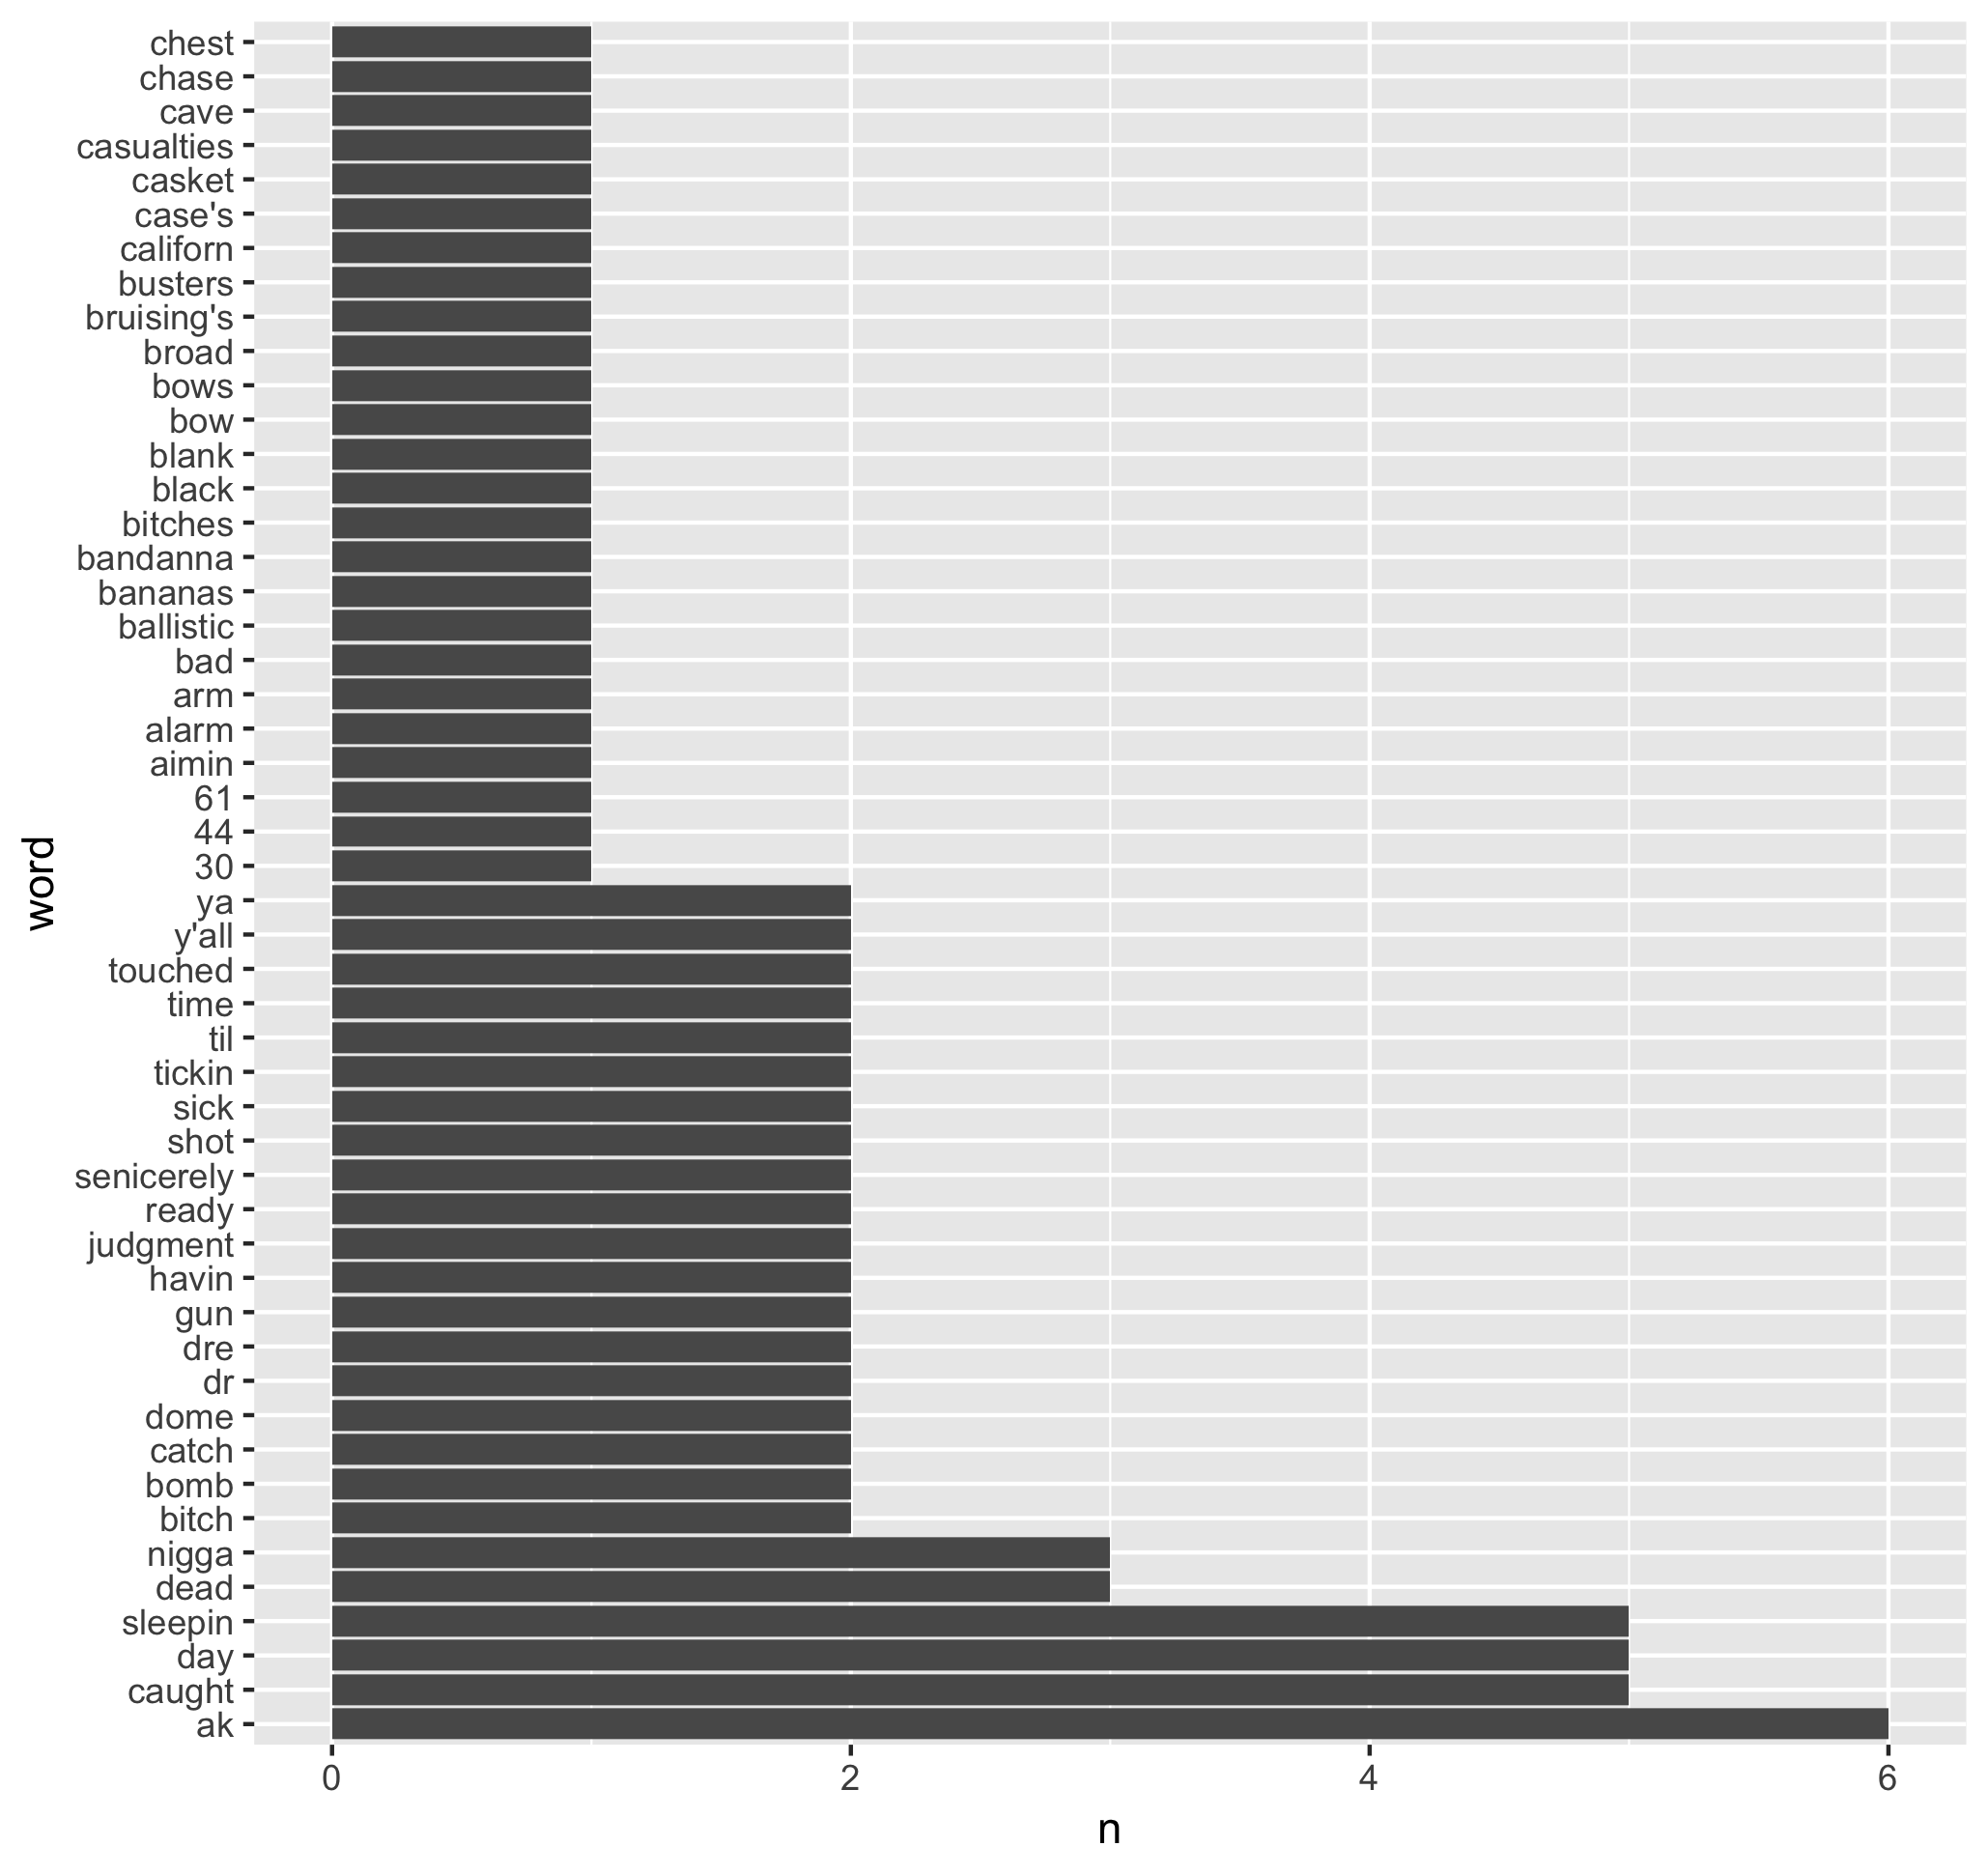 chest
chase
cave
casualties
casket
case's
californ
busters
bruising's
broad
bows
bow
blank
black
bitches
bandanna
bananas
ballistic
bad
arm
alarm
aimin
61
44
30
ya
y'all
touched
time
til
tickin
sick
shot
senicerely
ready
judgment
havin
gun
dre
dr
dome
catch
bomb
bitch
nigga
dead
sleepin
day
caught
ak
word
0 2 4 6
n